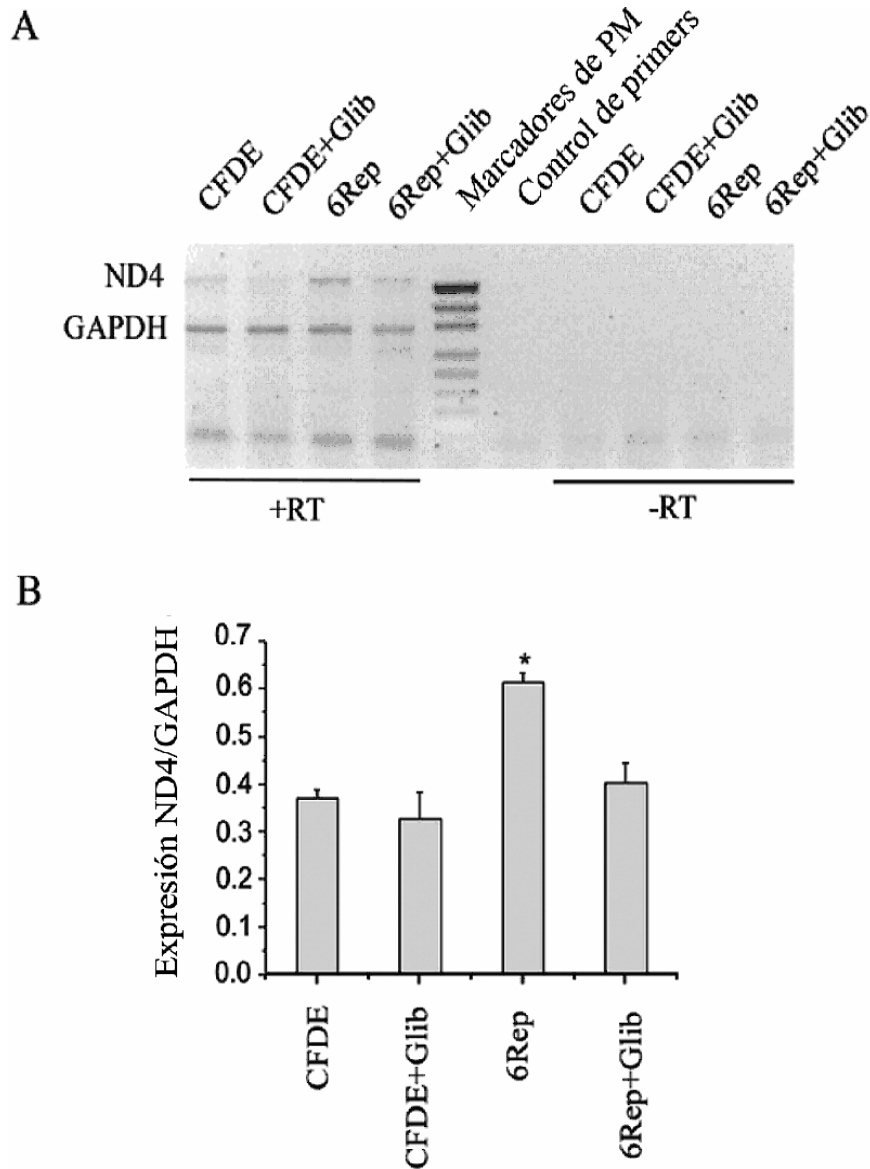 A
CFDE
CFDE+Glib
6Rep
6Rep+Glib
Marcadores de PM
Control de primers
CFDE
CFDE+Glib
6Rep
6Rep+Glib
ND4
GAPDH
+RT
-RT
B
Expresión ND4/GAPDH
0.7
0.6
0.5
0.4
0.3
0.2
0.1
0.0
*
CFDE
CFDE+Glib
6Rep
6Rep+Glib